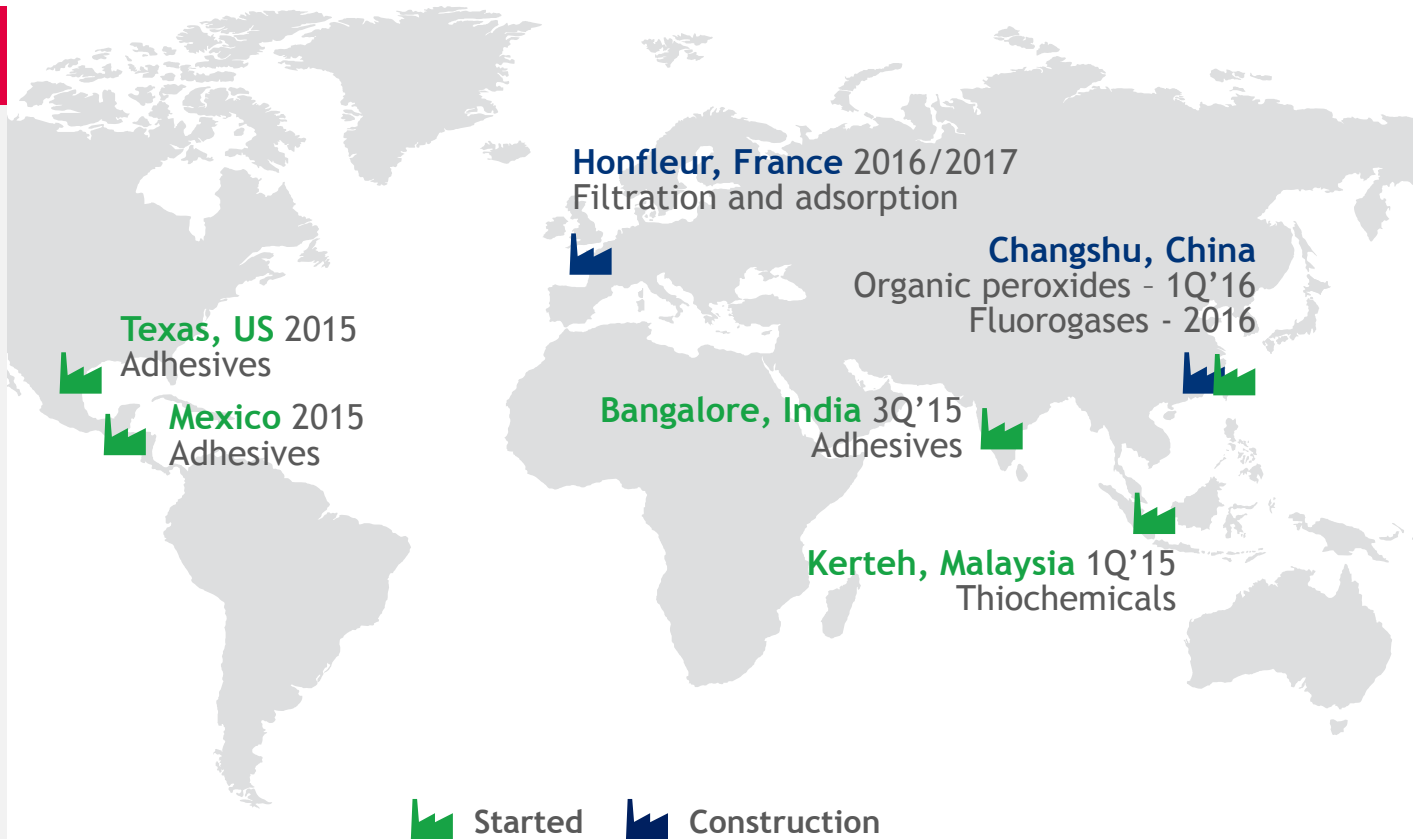 Honfleur, France 2016/2017
Filtration and adsorption
Changshu, China
Organic peroxides – 1Q’16
Fluorogases - 2016
Texas, US 2015
Adhesives
Mexico 2015
Adhesives
Bangalore, India 3Q’15
Adhesives
Kerteh, Malaysia 1Q’15
Thiochemicals
Started
Construction